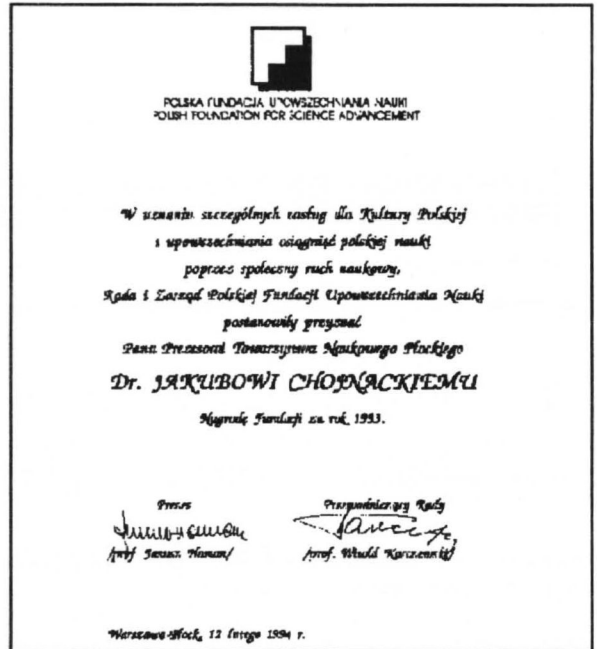 POLSKA FUNDACJA UPOWSZECHNIANIA NAUKI
POLISH FOUNDATION FOR SCIENCE ADVANCEMENT
W uznaniu szczególnych zasług dla Kultury Polskiej
i upowszechniania osiągnięć polskiej nauki
poprzez społeczny ruch naukowy,
Rada i Zarząd Polskiej Fundacji Upowszechniania Nauki
postanowiły przyznać
Panu Prezesowi Towarzystwa Naukowego Płockiego
Dr. JAKUBOWI CHOJNACKIEMU
Nagrodę Fundacji za rok 1993.
Prezes Przewodniczący Rady
/prof. Janusz Haman/ /prof. Witold Karczewski/
Warszawa-Płock, 12 lutego 1994 r.